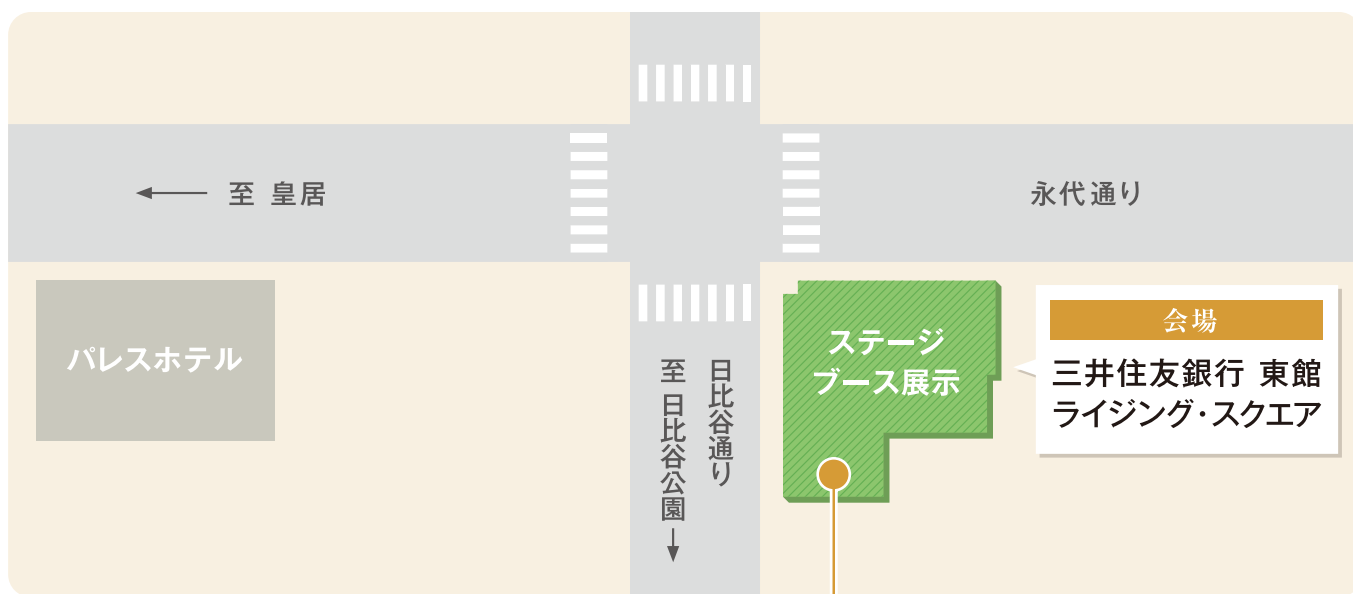 至 皇居
永代通り
パレスホテル
ステージ
ブース展示
会場
三井住友銀行 東館
ライジング・スクエア
日比谷通り
至 日比谷公園